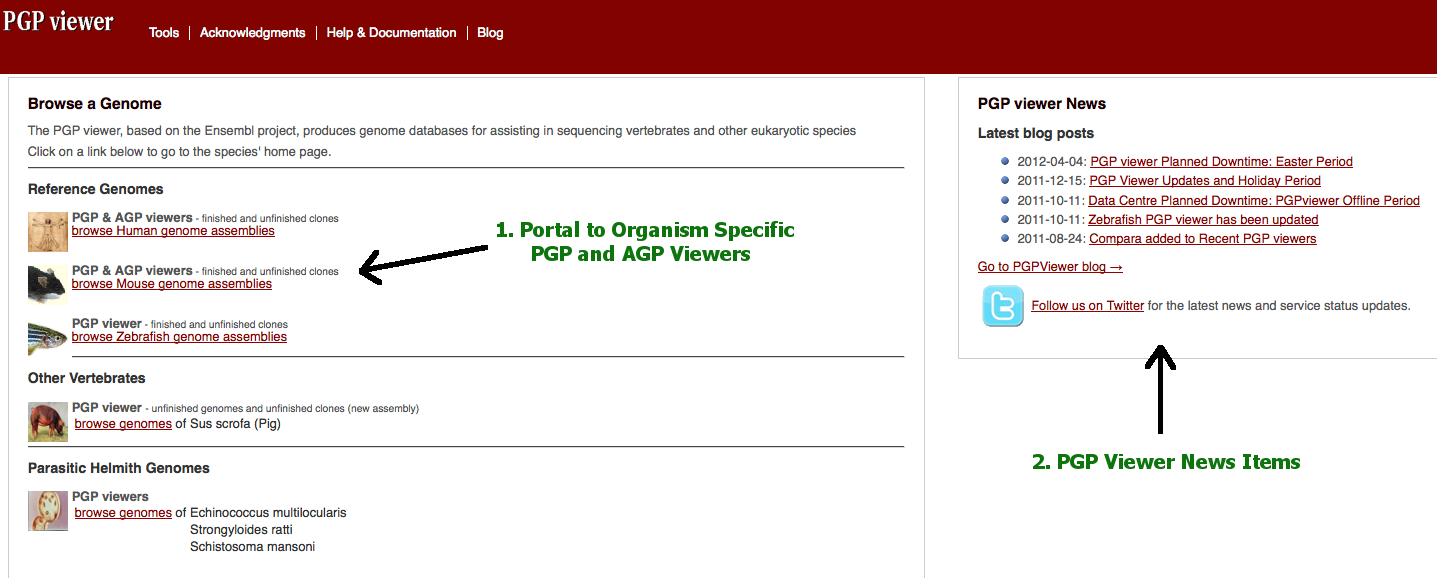 PGP viewer
Tools | Acknowledgments | Help & Documentation | Blog
Browse a Genome
The PGP viewer, based on the Ensembl project, produces genome databases for assisting in sequencing vertebrates and other eukaryotic species
Click on a link below to go to the species' home page.
Reference Genomes
PGP & AGP viewers - finished and unfinished clones
browse Human genome assemblies
PGP & AGP viewers - finished and unfinished clones
browse Mouse genome assemblies
PGP viewer - finished and unfinished clones
browse Zebrafish genome assemblies
Other Vertebrates
PGP viewer - unfinished genomes and unfinished clones (new assembly)
browse genomes of Sus scrofa (Pig)
Parasitic Helmith Genomes
PGP viewers
browse genomes of Echinococcus multilocularis
Strongyloides ratti
Schistosoma mansoni
1. Portal to Organism Specific
PGP and AGP Viewers
PGP viewer News
Latest blog posts
2012-04-04: PGP viewer Planned Downtime: Easter Period
2011-12-15: PGP Viewer Updates and Holiday Period
2011-10-11: Data Centre Planned Downtime: PGPviewer Offline Period
2011-10-11: Zebrafish PGP viewer has been updated
2011-08-24: Compara added to Recent PGP viewers
Go to PGPViewer blog →
Follow us on Twitter for the latest news and service status updates.
2. PGP Viewer News Items